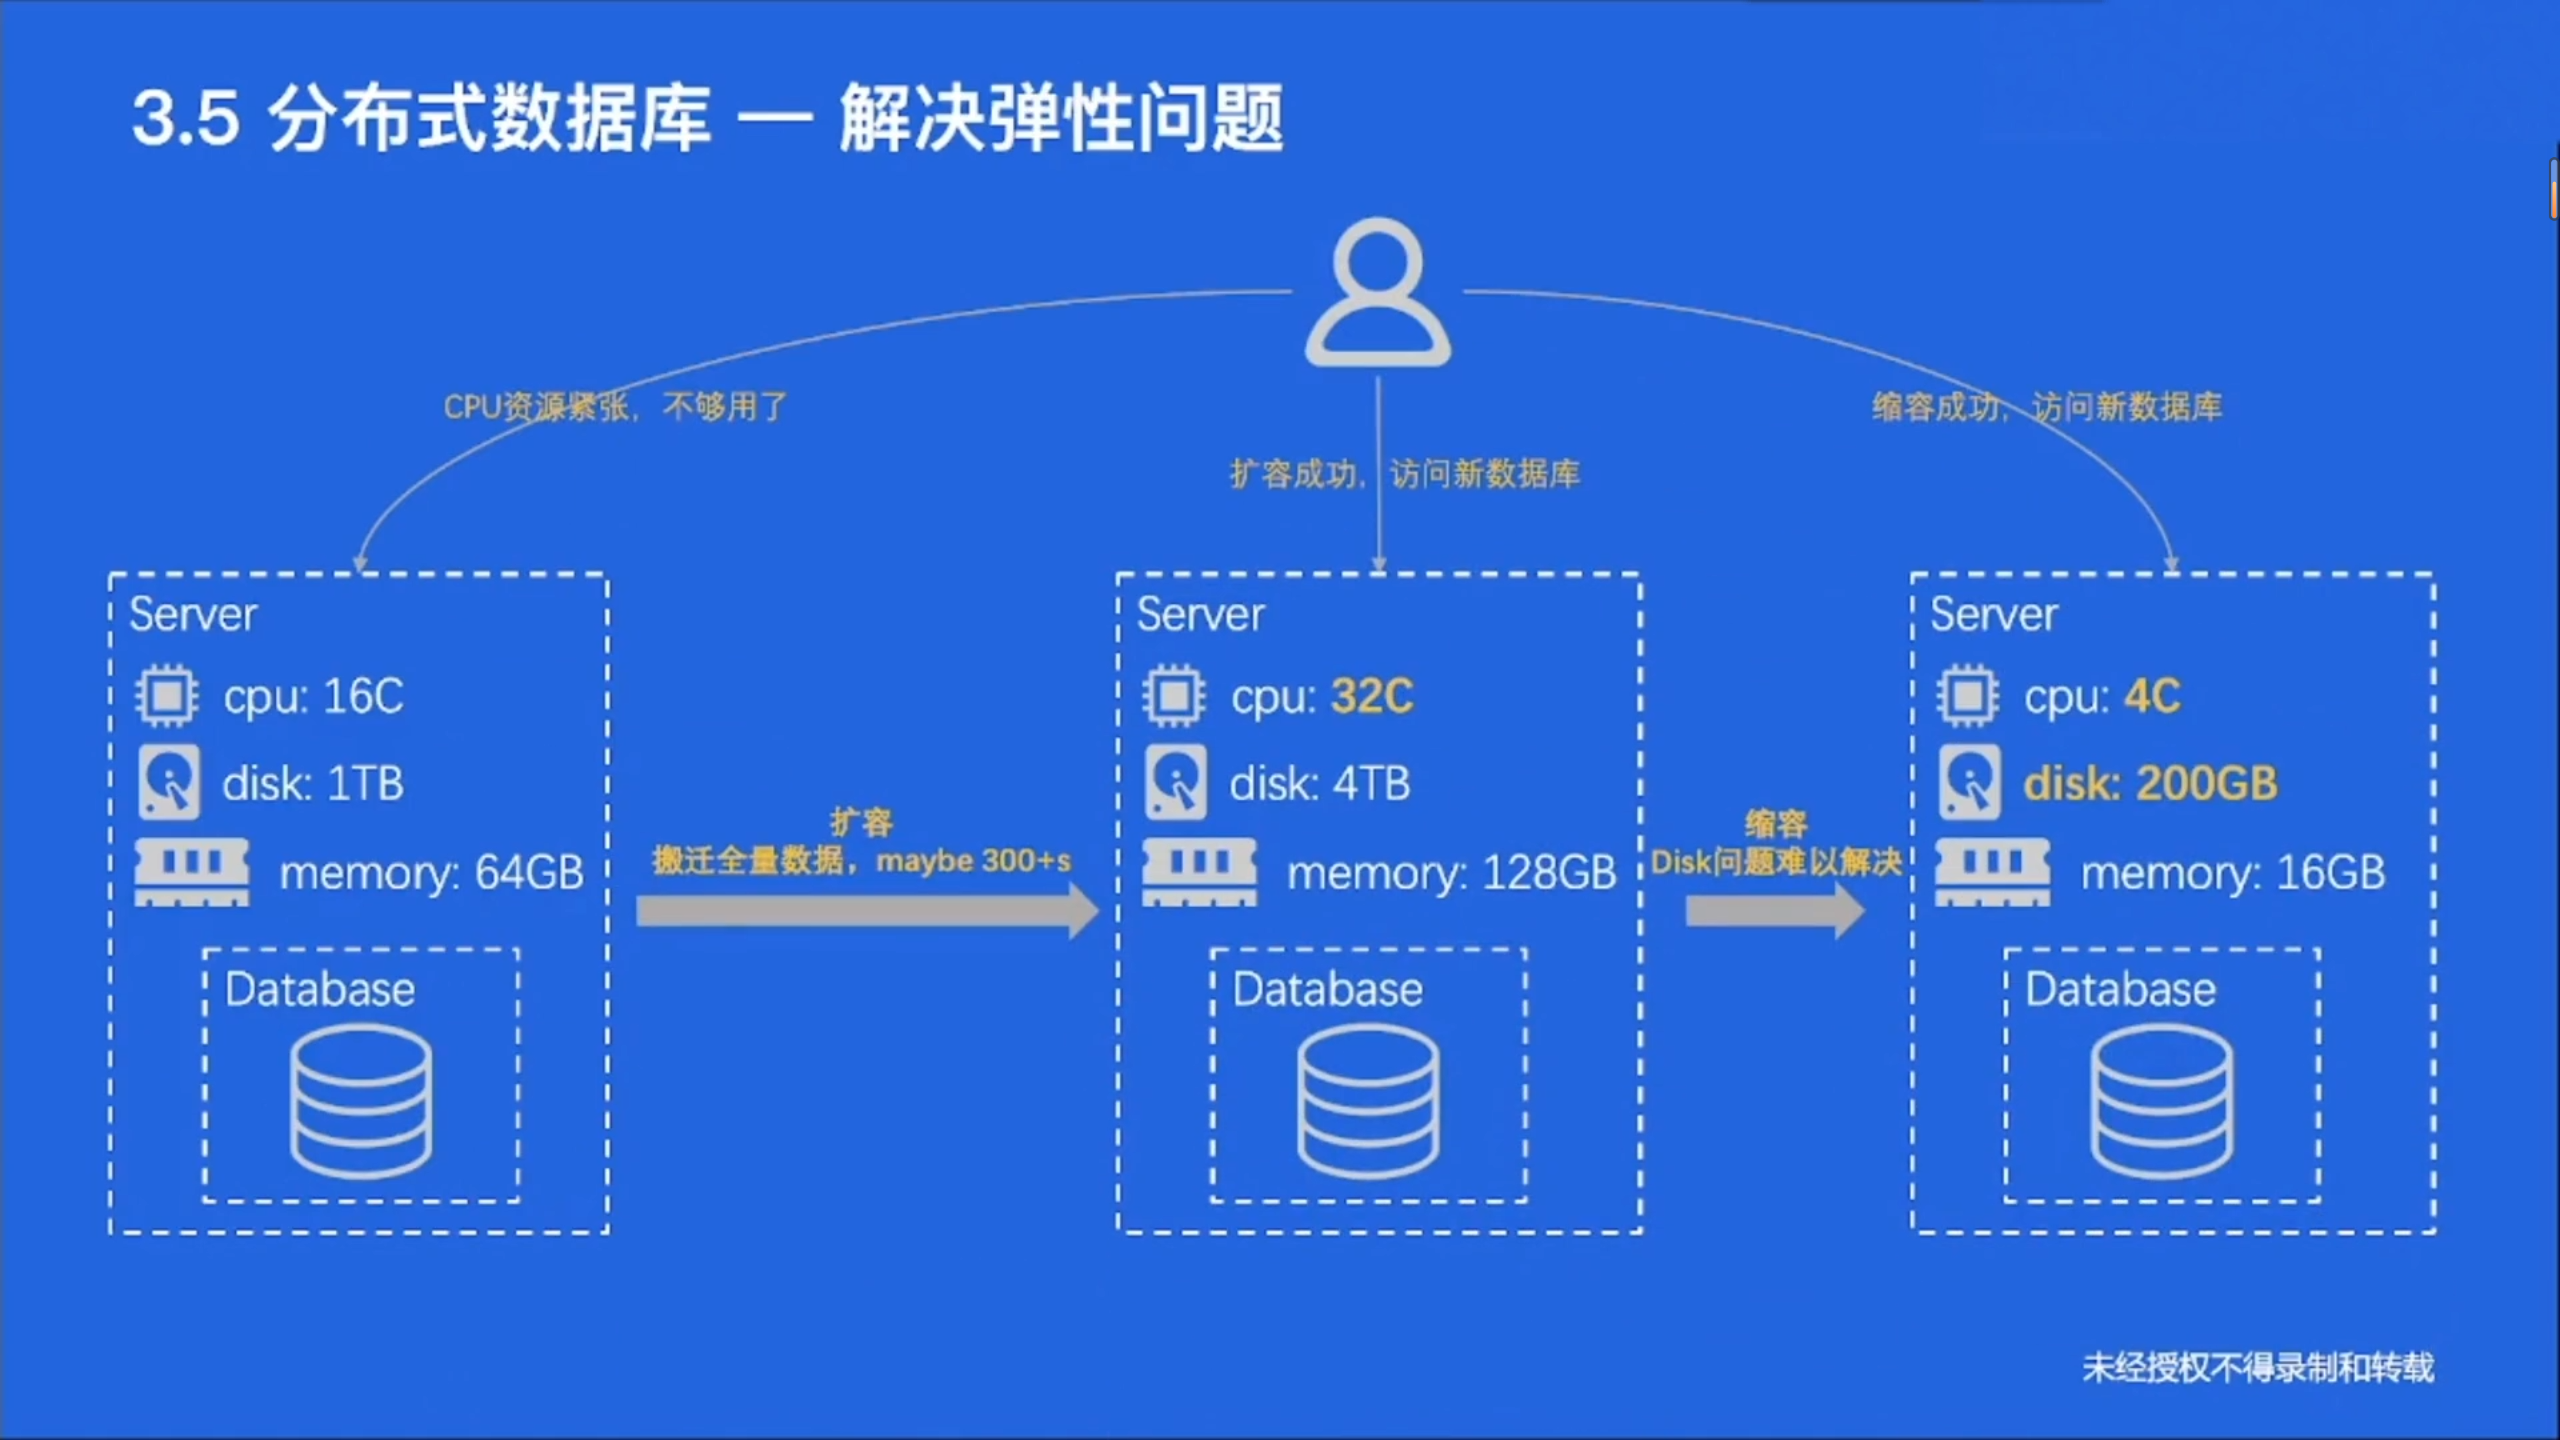 3.5 分布式数据库 — 解决弹性问题
CPU资源紧张，不够用了
扩容成功，访问新数据库
缩容成功，访问新数据库
Server
cpu: 16C
disk: 1TB
memory: 64GB
Database
扩容
搬迁全量数据，maybe 300+s
Server
cpu: 32C
disk: 4TB
memory: 128GB
Database
缩容
Disk问题难以解决
Server
cpu: 4C
disk: 200GB
memory: 16GB
Database
未经授权不得录制和转载